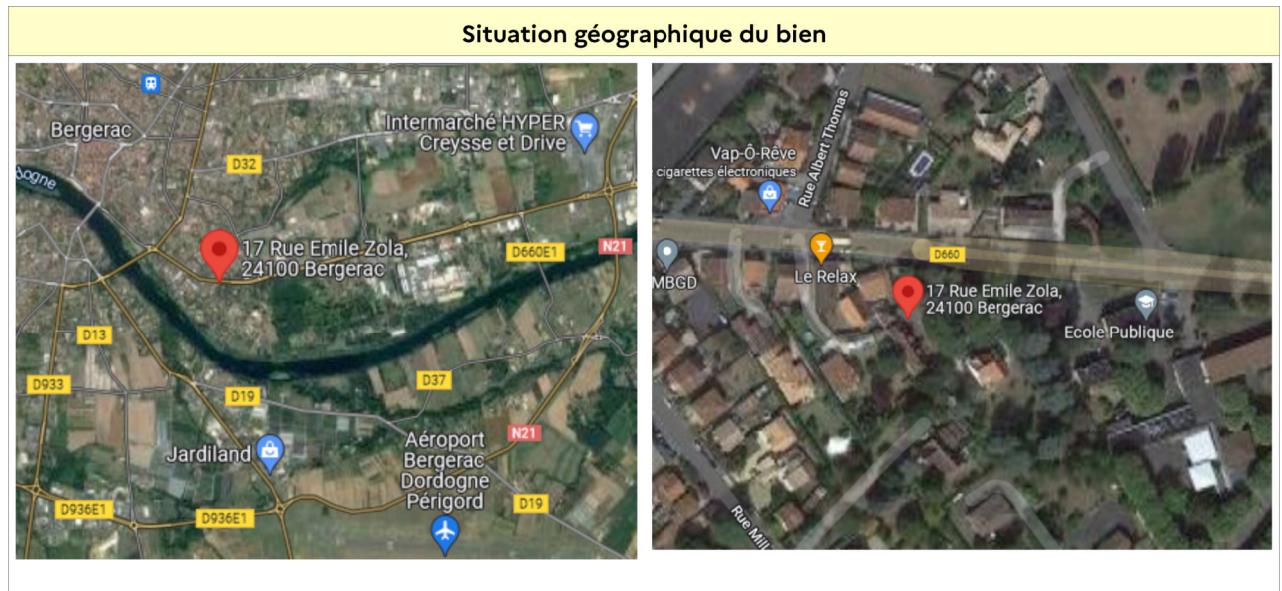 Situation géographique du bien
Bergerac
Intermarché HYPER
Creysse et Drive
D32
17 Rue Emile Zola,
24100 Bergerac
D660E1
N21
D13
D933
D19
D37
N21
Jardiland
Aéroport
Bergerac
Dordogne
Périgord
D19
D936E1
D936E1
Rue Albert Thomas
Vap-Ô-Rêve
cigarettes électroniques
D660
MBGD
Le Relax
17 Rue Emile Zola,
24100 Bergerac
Ecole Publique
Rue Mill